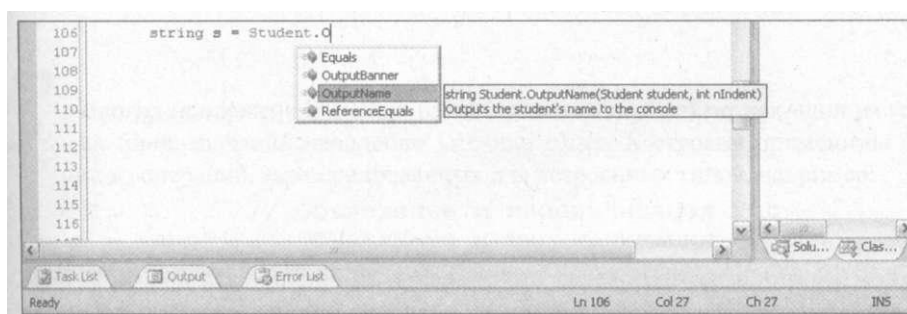 106 string s = Student.O
107
108
109
110
111
112
113
114
115
116
Equals
OutputBanner
OutputName
ReferenceEquals
string Student.OutputName(Student student, int nIndent)
Outputs the student's name to the console
Solu... Clas...
Task List Output Error List
Ready Ln 106 Col 27 Ch 27 INS